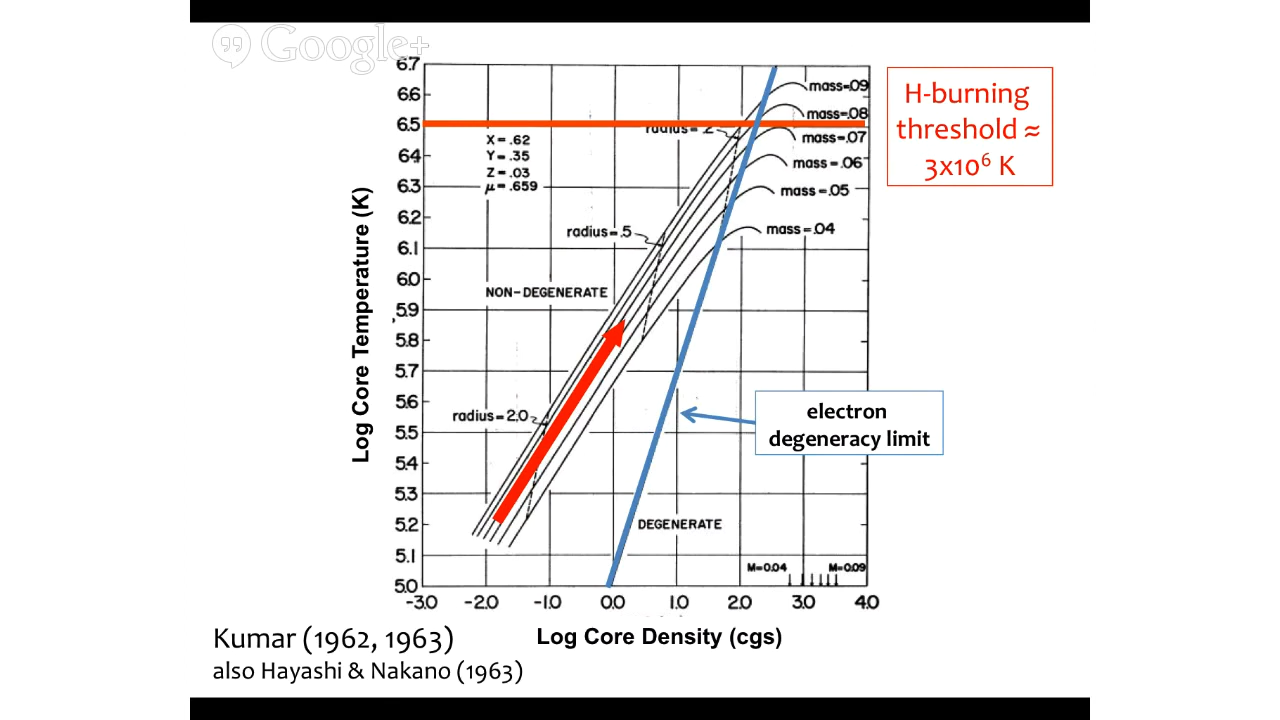 Google+
6.7
6.6
6.5
6.4
6.3
6.2
6.1
6.0
5.9
5.8
5.7
5.6
5.5
5.4
5.3
5.2
5.1
5.0
-3.0 -2.0 -1.0 0.0 1.0 2.0 3.0 4.0
Log Core Temperature (K)
Log Core Density (cgs)
X=.62
Y=.35
Z=.03
μ=.659
mass=.09
mass=.08
mass=.07
mass=.06
mass=.05
mass=.04
radius=.2
radius=.5
radius=2.0
NON-DEGENERATE
DEGENERATE
M=0.04 M=0.09
H-burning
threshold ≈
3x10⁶ K
electron
degeneracy limit
Kumar (1962, 1963)
also Hayashi & Nakano (1963)